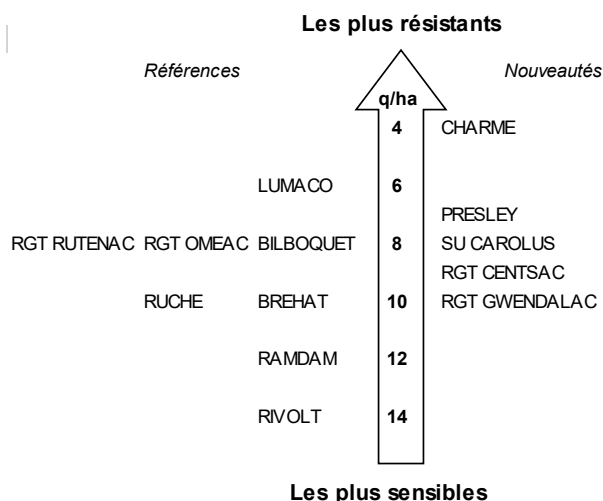 Les plus résistants
Références
Nouveautés
q/ha
4 CHARME
LUMACO 6
PRESLEY
RGT RUTENAC RGT OMEAC BILBOQUET 8 SU CAROLUS
RGT CENTSAC
RUCHE BREHAT 10 RGT GWENDALAC
RAMDAM 12
RIVOLT 14
Les plus sensibles